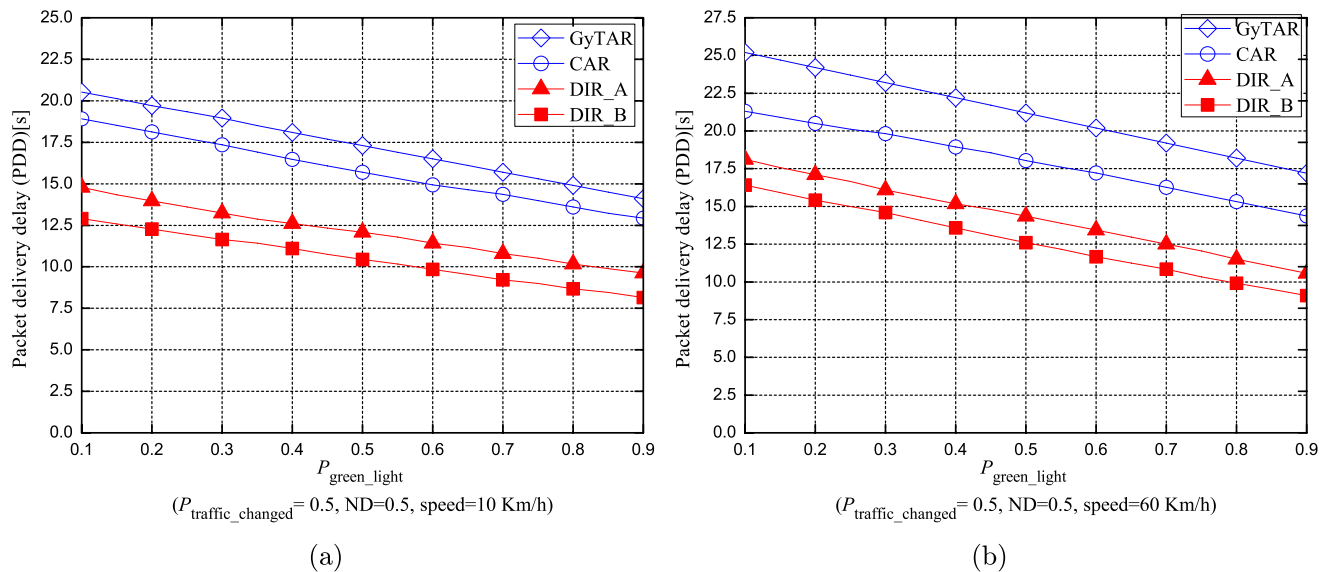 (a)
25.0
22.5
20.0
17.5
15.0
12.5
10.0
7.5
5.0
2.5
0.0
Packet delivery delay (PDD)[s]
GyTAR
CAR
DIR_A
DIR_B
0.1 0.2 0.3 0.4 0.5 0.6 0.7 0.8 0.9
P green_light
(P traffic_changed= 0.5, ND=0.5, speed=10 Km/h)
(a)
(b)
27.5
25.0
22.5
20.0
17.5
15.0
12.5
10.0
7.5
5.0
2.5
0.0
Packet delivery delay (PDD)[s]
GyTAR
CAR
DIR_A
DIR_B
0.1 0.2 0.3 0.4 0.5 0.6 0.7 0.8 0.9
P green_light
(P traffic_changed= 0.5, ND=0.5, speed=60 Km/h)
(b)